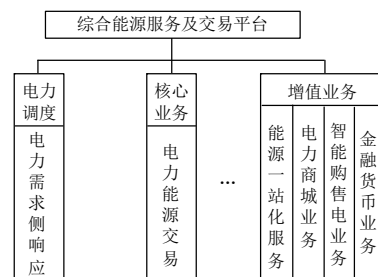 综合能源服务及交易平台
电力
调度
电力需求侧响应
核心
业务
电力能源交易
...
增值业务
能源一站化服务
电力商城业务
智能购售电业务
金融货币业务